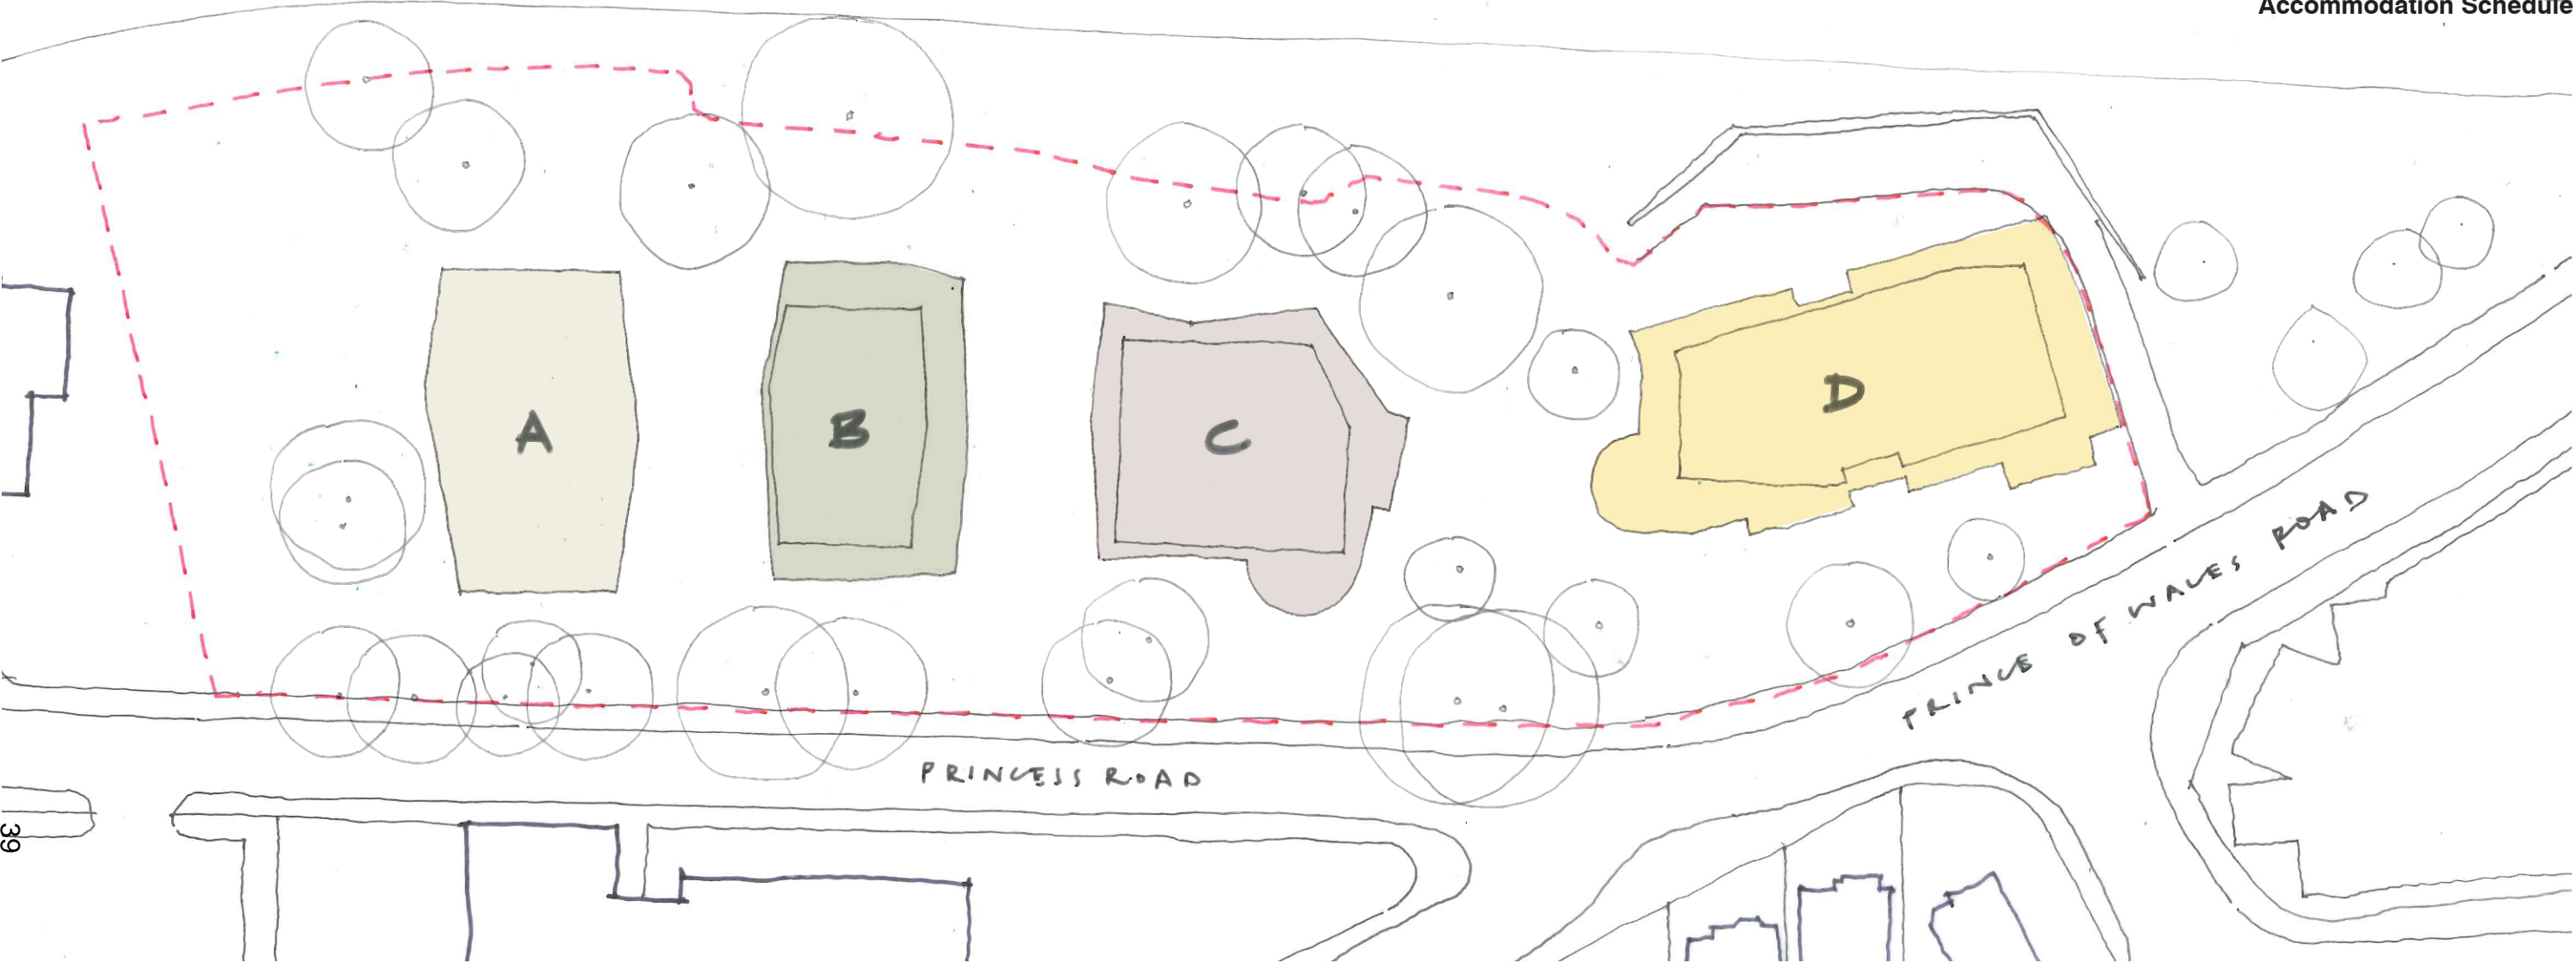 Accommodation Schedule
A
B
C
D
PRINCE OF WALES ROAD
PRINCESS ROAD
39